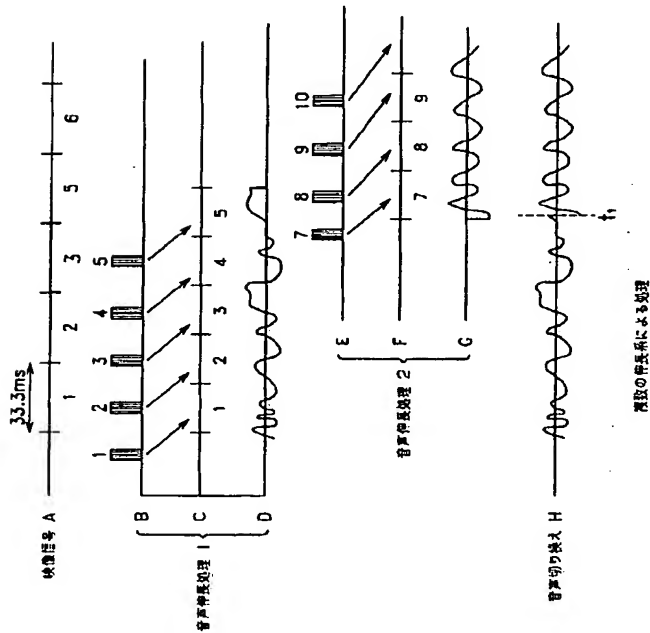 33.3ms
映像信号 A
1 2 3 5 6
1 2 3 4 5
B
音声伸長処理 1
C
1 2 3 4 5
D
7 8 9 10
E
音声伸長処理 2
F
7 8 9
G
音声切り換え H
t₁
複数の伸長系による処理